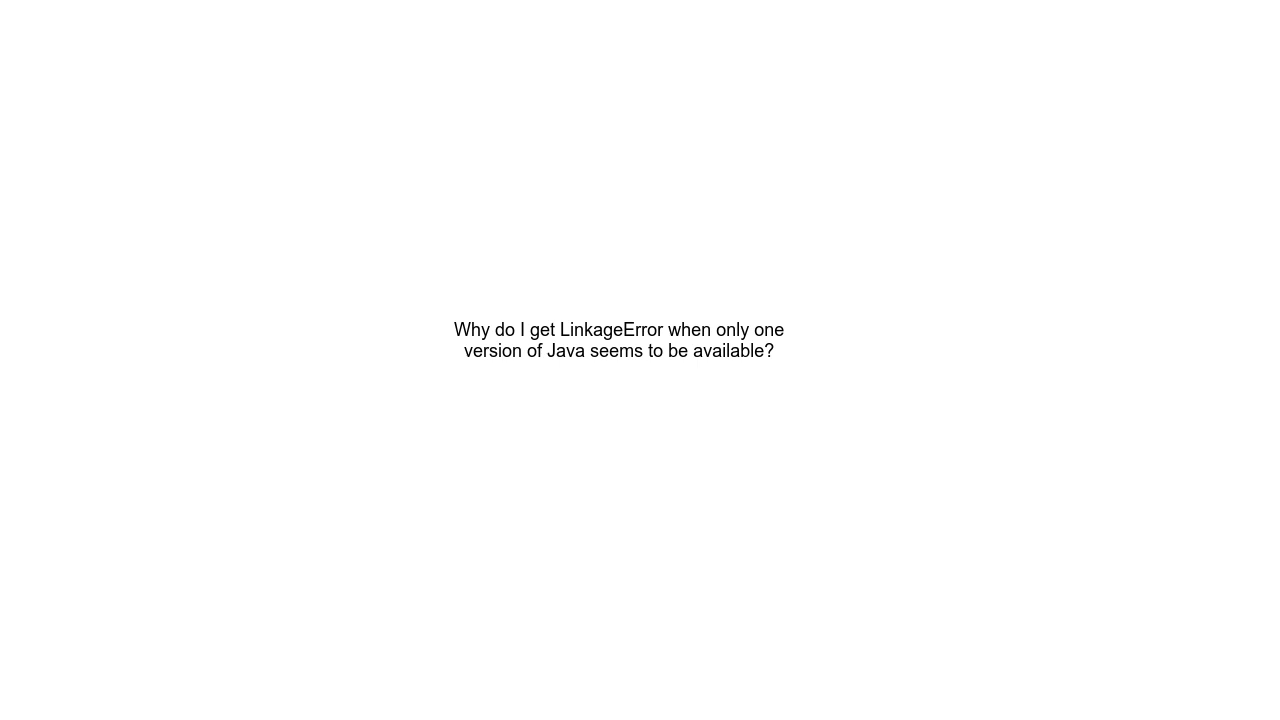 Why do I get LinkageError when only one
version of Java seems to be available?